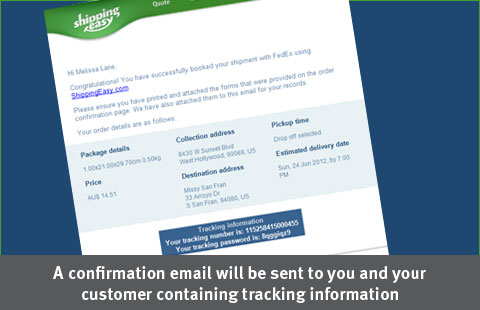 shipping
easy
Quote
Hi Melissa Lane,
Congratulations! You have successfully booked your shipment with FedEx using
ShippingEasy.com.
Please ensure you have printed and attached the forms that were provided on the order
confirmation page. We have also attached them to this email for your records.
Your order details are as follows:
Package details
1.00x21.00x29.70cm 0.50kg
Price
AU$ 14.51
Collection address
8430 W Sunset Blvd
West Hollywood, 90069, US
Destination address
Missy San Fran
33 Arroyo Dr
S San Fran, 94080, US
Pickup time
Drop off selected
Estimated delivery date
Sun, 24 Jun 2012, by 7:00
PM
Tracking information
Your tracking number is: 115258415000455
Your tracking password is: 8qggiqz9
A confirmation email will be sent to you and your
customer containing tracking information